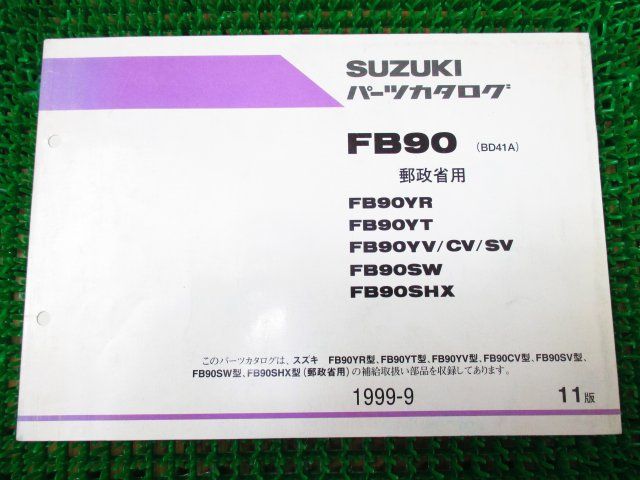 SUZUKI
パーツカタログ
FB90 (BD41A)
郵政省用
FB90YR
FB90YT
FB90YV/CV/SV
FB90SW
FB90SHX
このパーツカタログは、スズキ FB90YR型、FB90YT型、FB90YV型、FB90CV型、FB90SV型、
FB90SW型、FB90SHX型(郵政省用)の補給取扱い部品を収録してあります。
1999-9 11版